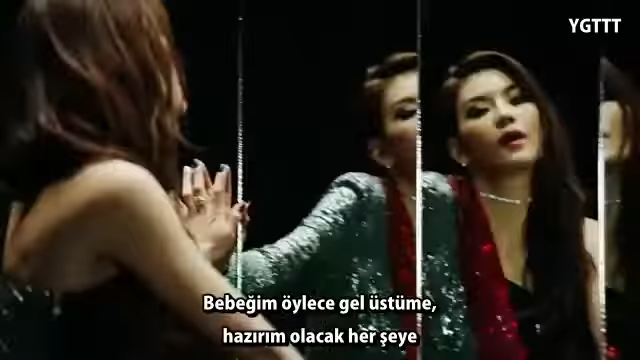 YGTTT
Bebeğim öylece gel üstüme,
hazırım olacak her şeye